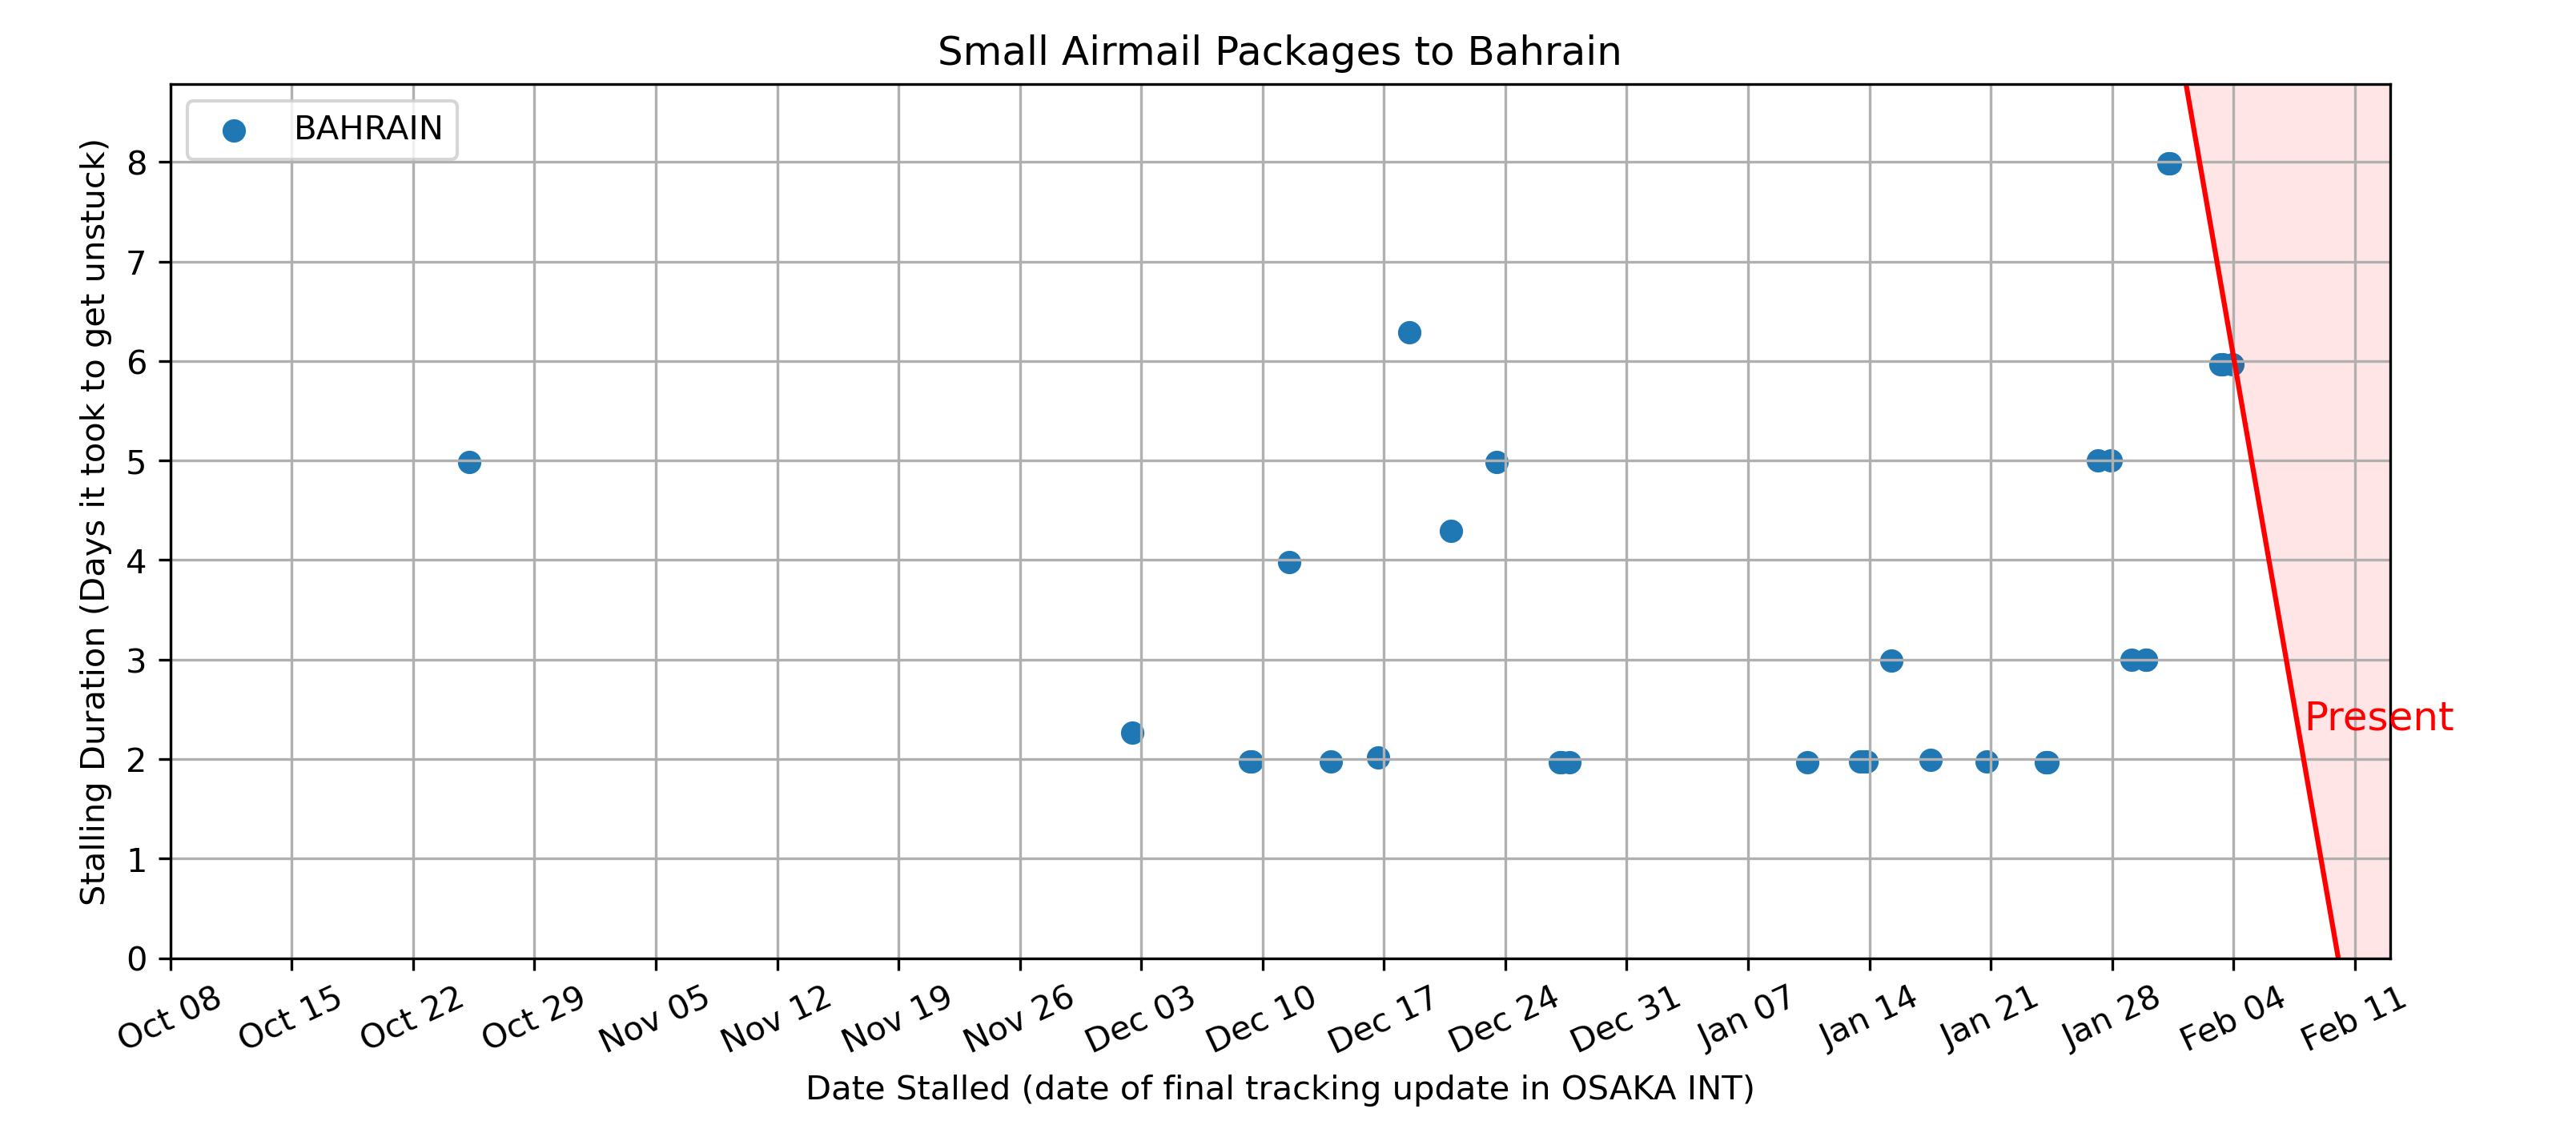 Small Airmail Packages to Bahrain
BAHRAIN
Stalling Duration (Days it took to get unstuck)
8
7
6
5
4
3
2
1
0
Present
Oct 08 Oct 15 Oct 22 Oct 29 Nov 05 Nov 12 Nov 19 Nov 26 Dec 03 Dec 10 Dec 17 Dec 24 Dec 31 Jan 07 Jan 14 Jan 21 Jan 28 Feb 04 Feb 11
Date Stalled (date of final tracking update in OSAKA INT)